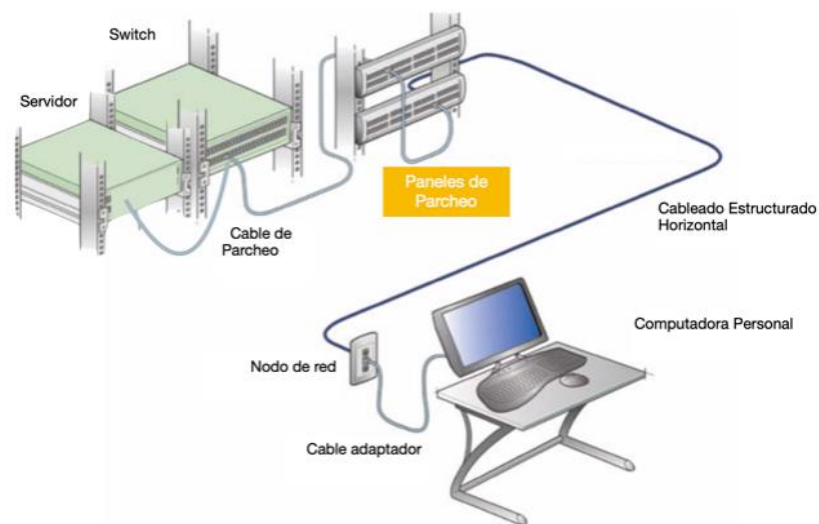 Switch
Servidor
Paneles de
Parcheo
Cable de
Parcheo
Cableado Estructurado
Horizontal
Computadora Personal
Nodo de red
Cable adaptador